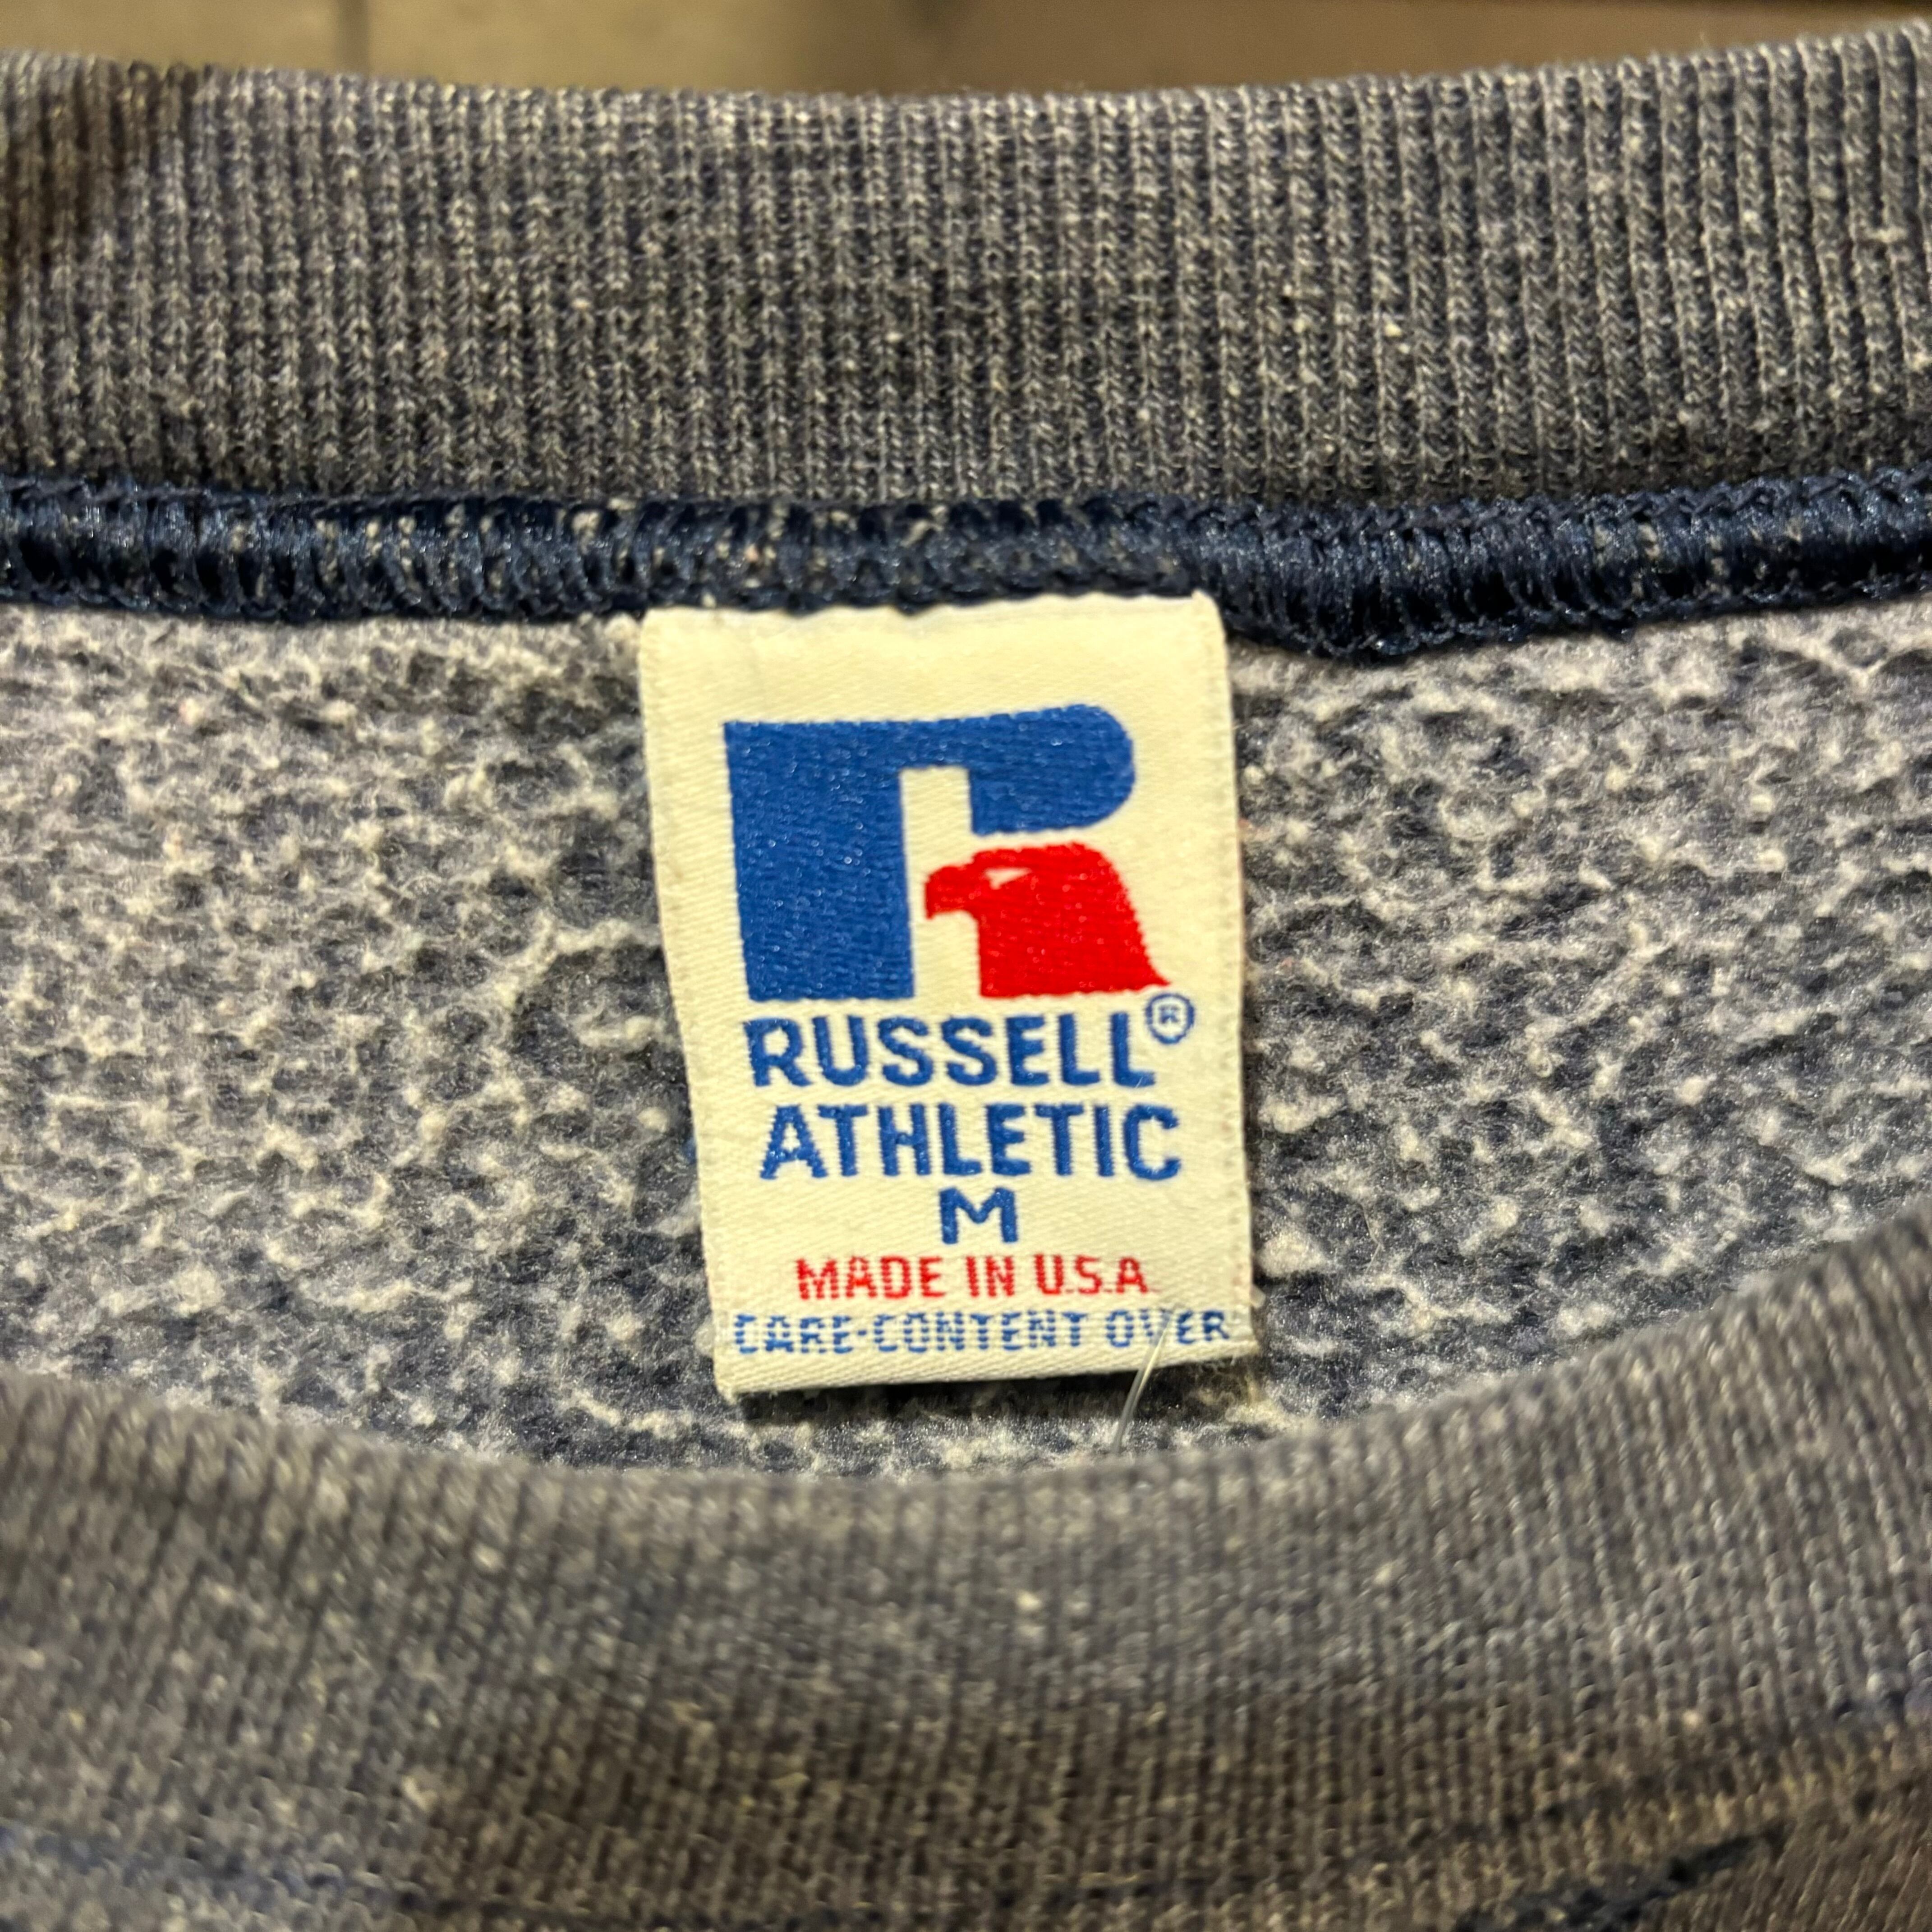 RUSSELL®
ATHLETIC
M
MADE IN U.S.A.
CARE-CONTENT OVER